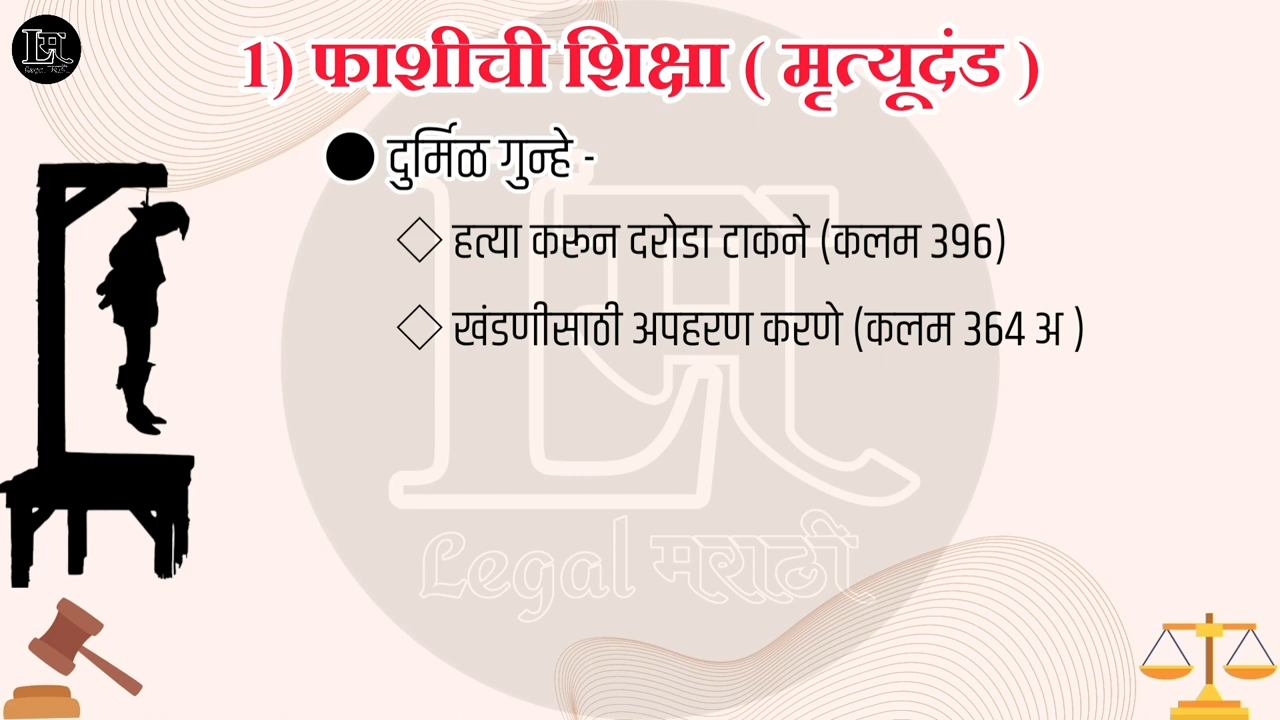 1) फाशीची शिक्षा ( मृत्यूदंड )
दुर्मिळ गुन्हे -
हत्या करून दरोडा टाकने (कलम 396)
खंडणीसाठी अपहरण करणे (कलम 364 अ )
Legal मराठी